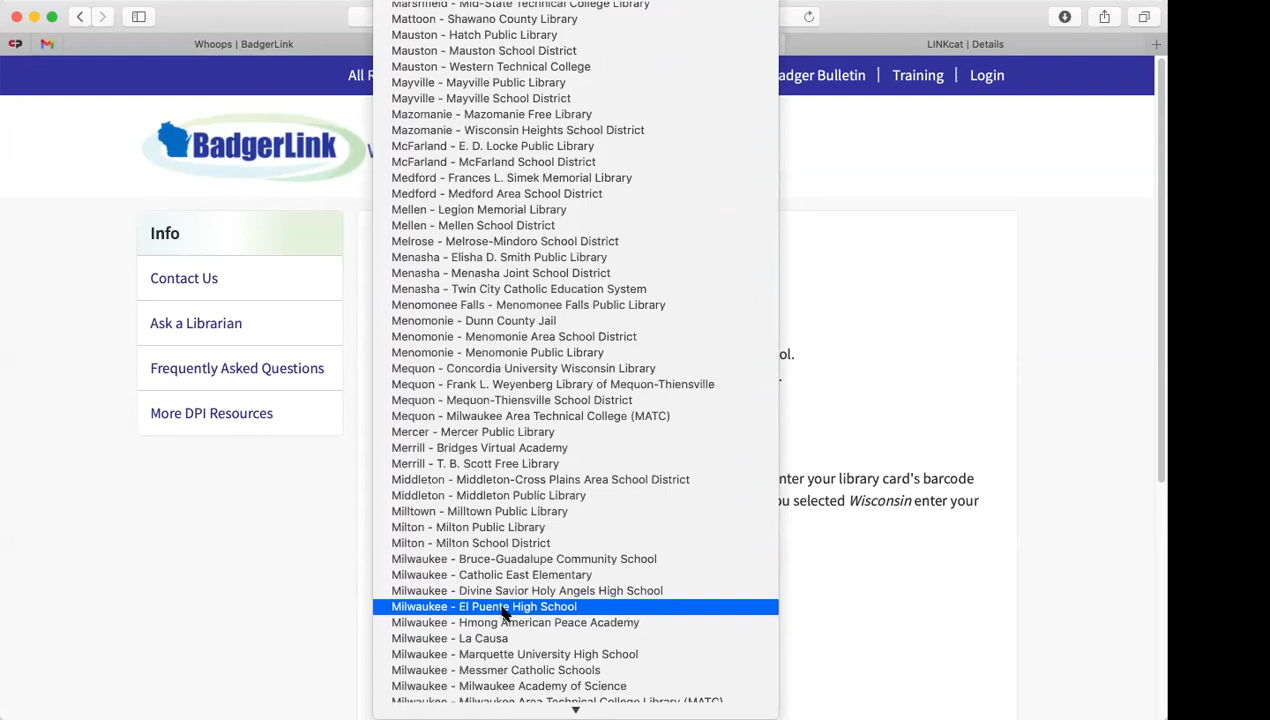 Marshfield - Mid-State Technical College Library
Mattoon - Shawano County Library
Mauston - Hatch Public Library
Mauston - Mauston School District
Whoops | BadgerLink
LINKcat | Details
Mauston - Western Technical College
All R
adger Bulletin | Training | Login
Mayville - Mayville Public Library
Mayville - Mayville School District
Mazomanie - Mazomanie Free Library
Mazomanie - Wisconsin Heights School District
BadgerLink
McFarland - E. D. Locke Public Library
McFarland - McFarland School District
Medford - Frances L. Simek Memorial Library
Medford - Medford Area School District
Mellen - Legion Memorial Library
Mellen - Mellen School District
Info
Melrose - Melrose-Mindoro School District
Menasha - Elisha D. Smith Public Library
Menasha - Menasha Joint School District
Contact Us
Menasha - Twin City Catholic Education System
Menomonee Falls - Menomonee Falls Public Library
Ask a Librarian
Menomonie - Dunn County Jail
Menomonie - Menomonie Area School District
Menomonie - Menomonie Public Library
ol.
Frequently Asked Questions
Mequon - Concordia University Wisconsin Library
Mequon - Frank L. Weyenberg Library of Mequon-Thiensville
Mequon - Mequon-Thiensville School District
More DPI Resources
Mequon - Milwaukee Area Technical College (MATC)
Mercer - Mercer Public Library
Merrill - Bridges Virtual Academy
Merrill - T. B. Scott Free Library
Middleton - Middleton-Cross Plains Area School District
nter your library card's barcode
Middleton - Middleton Public Library
u selected Wisconsin enter your
Milltown - Milltown Public Library
Milton - Milton Public Library
Milton - Milton School District
Milwaukee - Bruce-Guadalupe Community School
Milwaukee - Catholic East Elementary
Milwaukee - Divine Savior Holy Angels High School
Milwaukee - El Puente High School
Milwaukee - Hmong American Peace Academy
Milwaukee - La Causa
Milwaukee - Marquette University High School
Milwaukee - Messmer Catholic Schools
Milwaukee - Milwaukee Academy of Science
Milwaukee - Milwaukee Area Technical College Library (MATC)